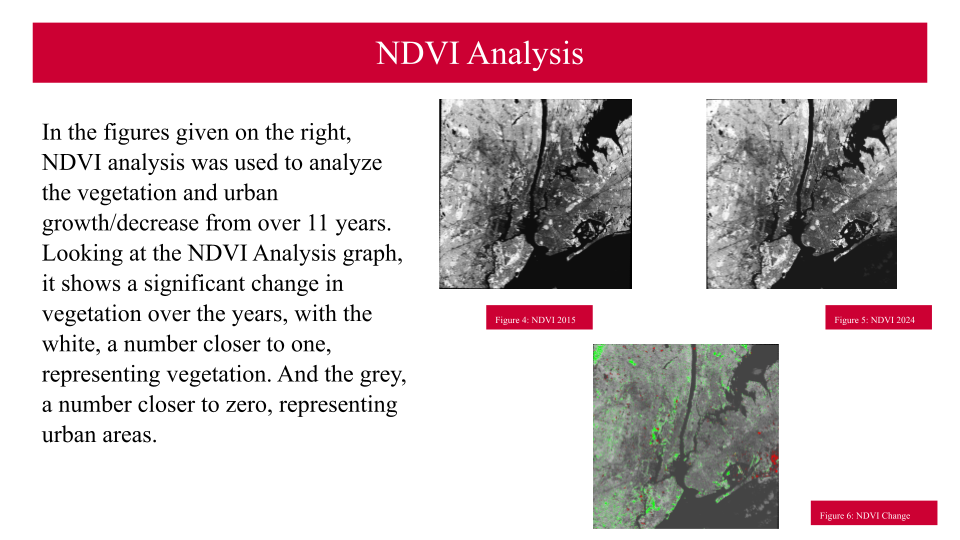 NDVI Analysis
In the figures given on the right,
NDVI analysis was used to analyze
the vegetation and urban
growth/decrease from over 11 years.
Looking at the NDVI Analysis graph,
it shows a significant change in
vegetation over the years, with the
white, a number closer to one,
representing vegetation. And the grey,
a number closer to zero, representing
urban areas.
Figure 4: NDVI 2015
Figure 5: NDVI 2024
Figure 6: NDVI Change